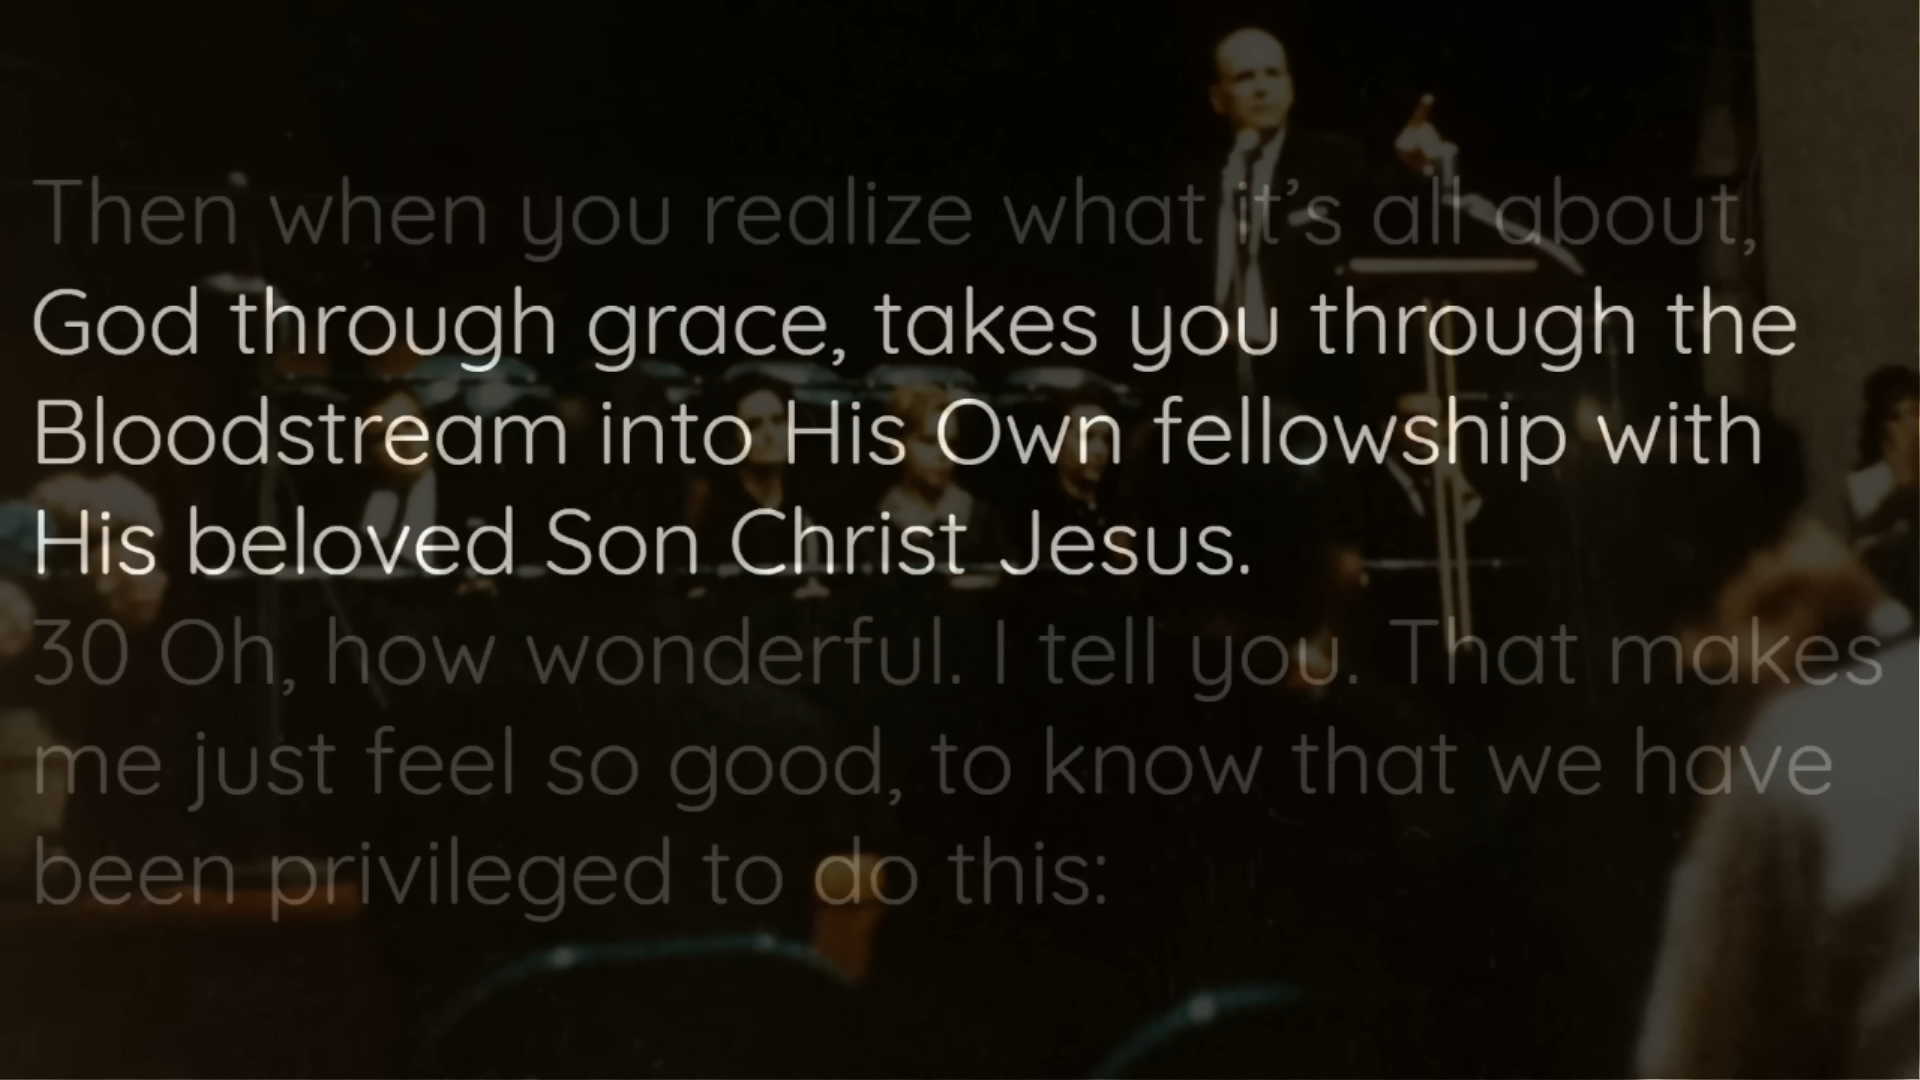 Then when you realize what it’s all about,
God through grace, takes you through the
Bloodstream into His Own fellowship with
His beloved Son Christ Jesus.
30 Oh, how wonderful. I tell you. That makes
me just feel so good, to know that we have
been privileged to do this: